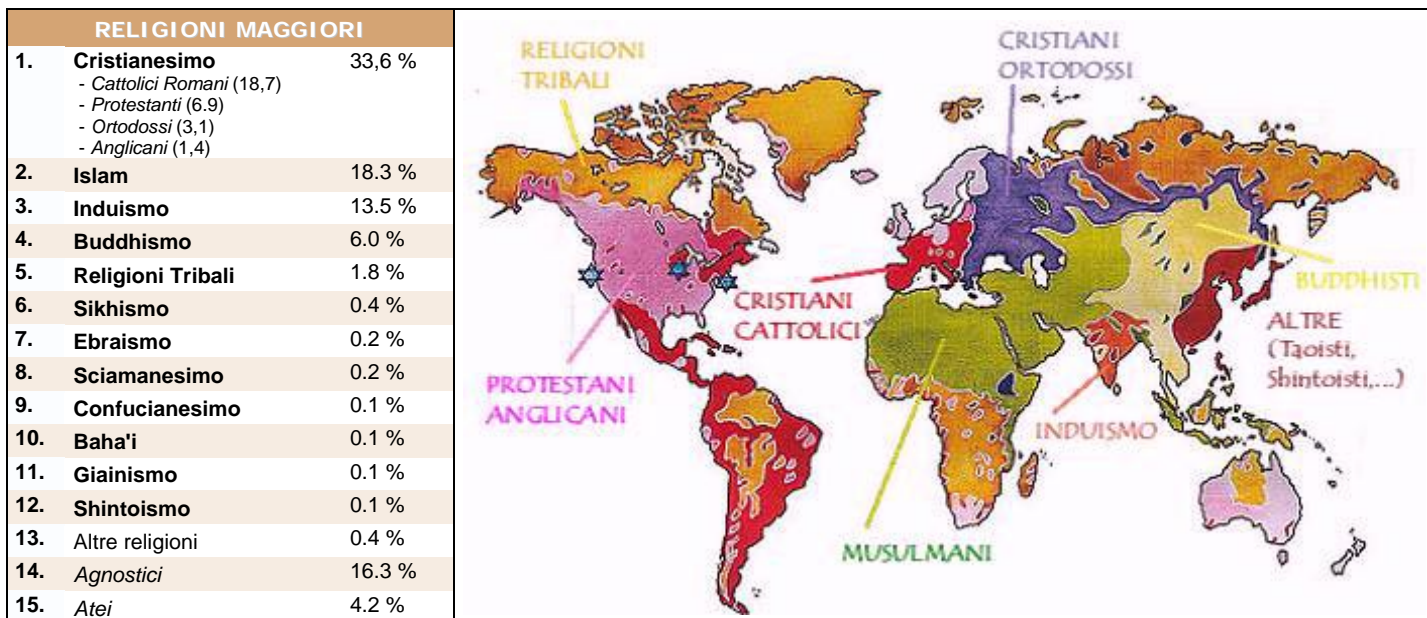 RELIGIONI MAGGIORI
1. Cristianesimo 33,6 %
- Cattolici Romani (18,7)
- Protestanti (6.9)
- Ortodossi (3,1)
- Anglicani (1,4)
2. Islam 18.3 %
3. Induismo 13.5 %
4. Buddhismo 6.0 %
5. Religioni Tribali 1.8 %
6. Sikhismo 0.4 %
7. Ebraismo 0.2 %
8. Sciamanesimo 0.2 %
9. Confucianesimo 0.1 %
10. Baha'i 0.1 %
11. Giainismo 0.1 %
12. Shintoismo 0.1 %
13. Altre religioni 0.4 %
14. Agnostici 16.3 %
15. Atei 4.2 %
RELIGIONI
TRIBALI
CRISTIANI
ORTODOSSI
CRISTIANI
CATTOLICI
BUDDHISTI
ALTRE
(Taoisti,
Shintoisti,...)
PROTESTANI
ANGLICANI
INDUISMO
MUSULMANI